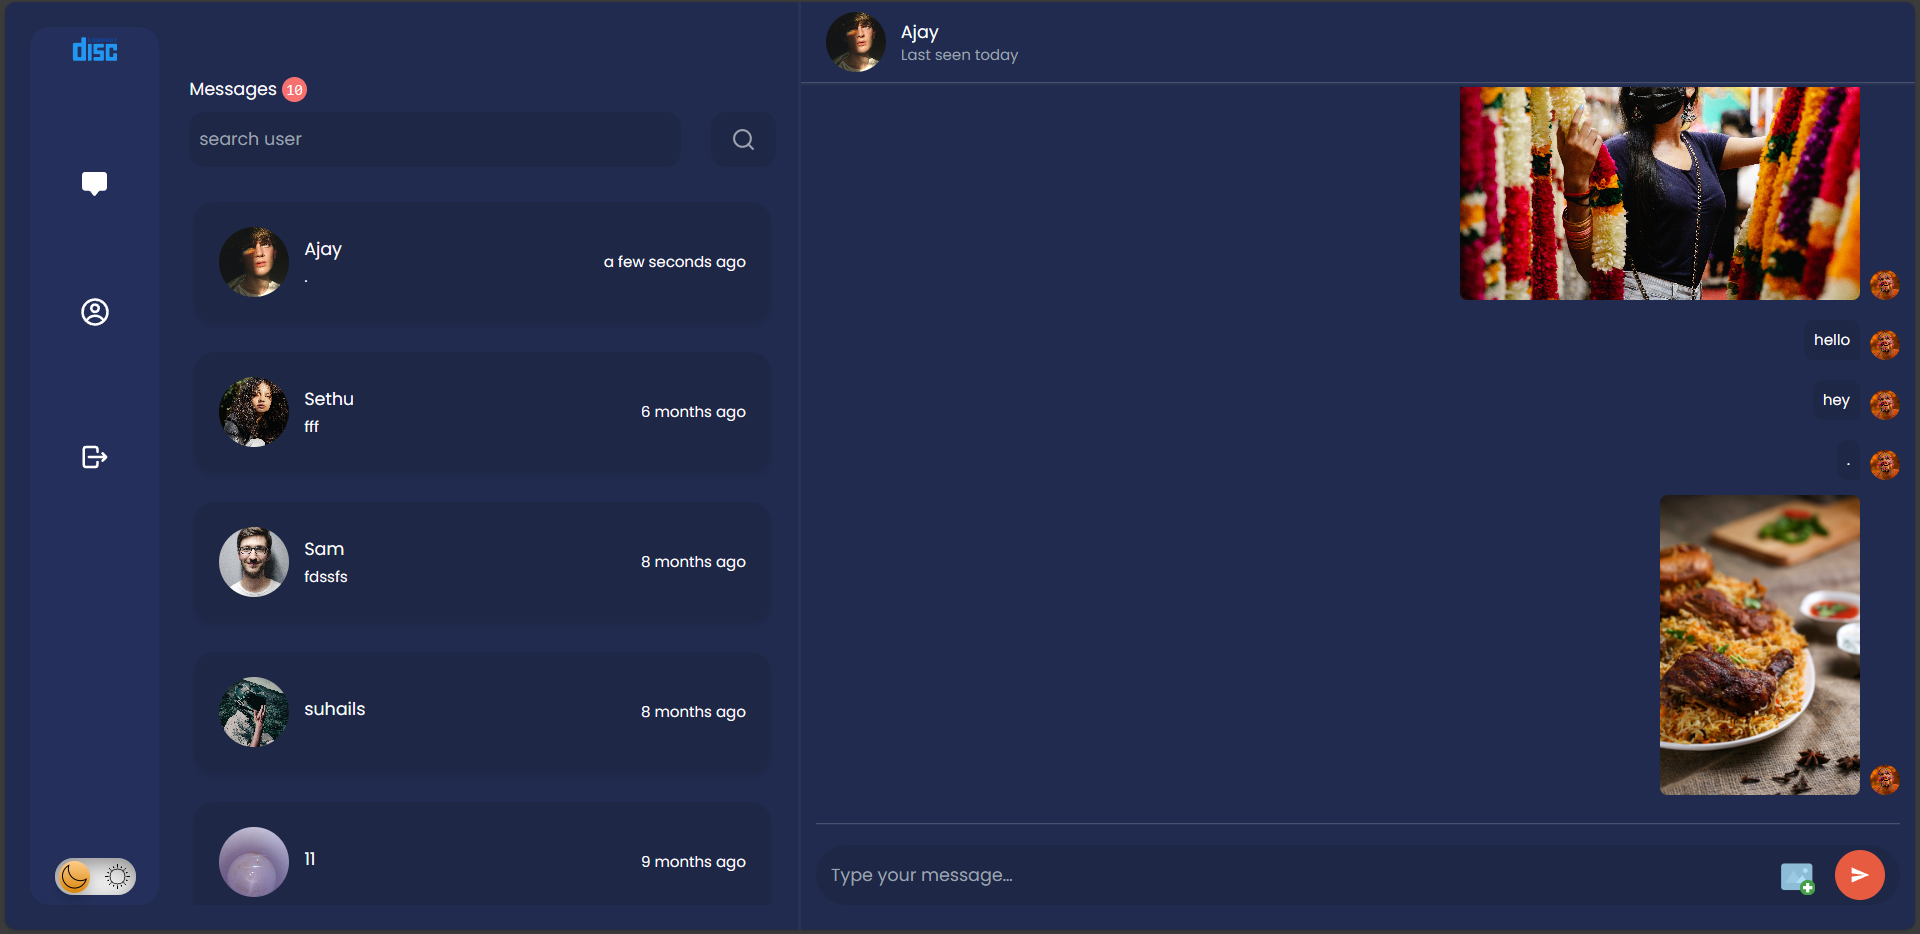 disc
Messages 10
search user
Ajay
.
a few seconds ago
Sethu
fff
6 months ago
Sam
fdssfs
8 months ago
suhails
8 months ago
11
9 months ago
Ajay
Last seen today
hello
hey
.
Type your message...